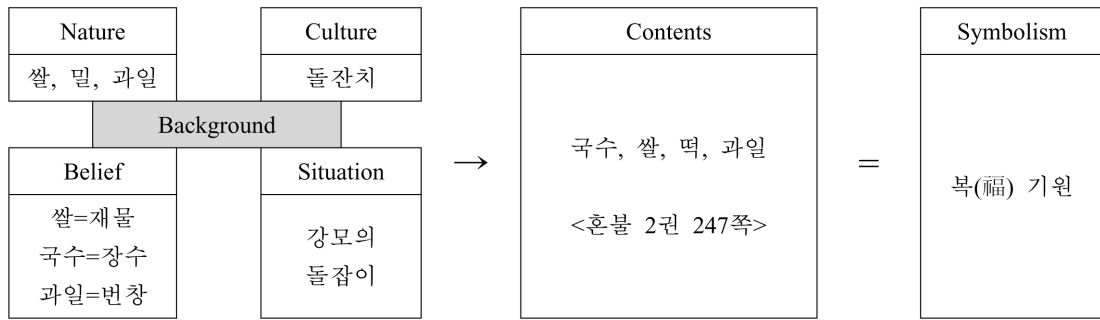 Nature
쌀, 밀, 과일
Culture
돌잔치
Background
Belief
쌀=재물
국수=장수
과일=번창
Situation
강모의
돌잡이
→
Contents
국수, 쌀, 떡, 과일
<혼불 2권 247쪽>
=
Symbolism
복(福) 기원